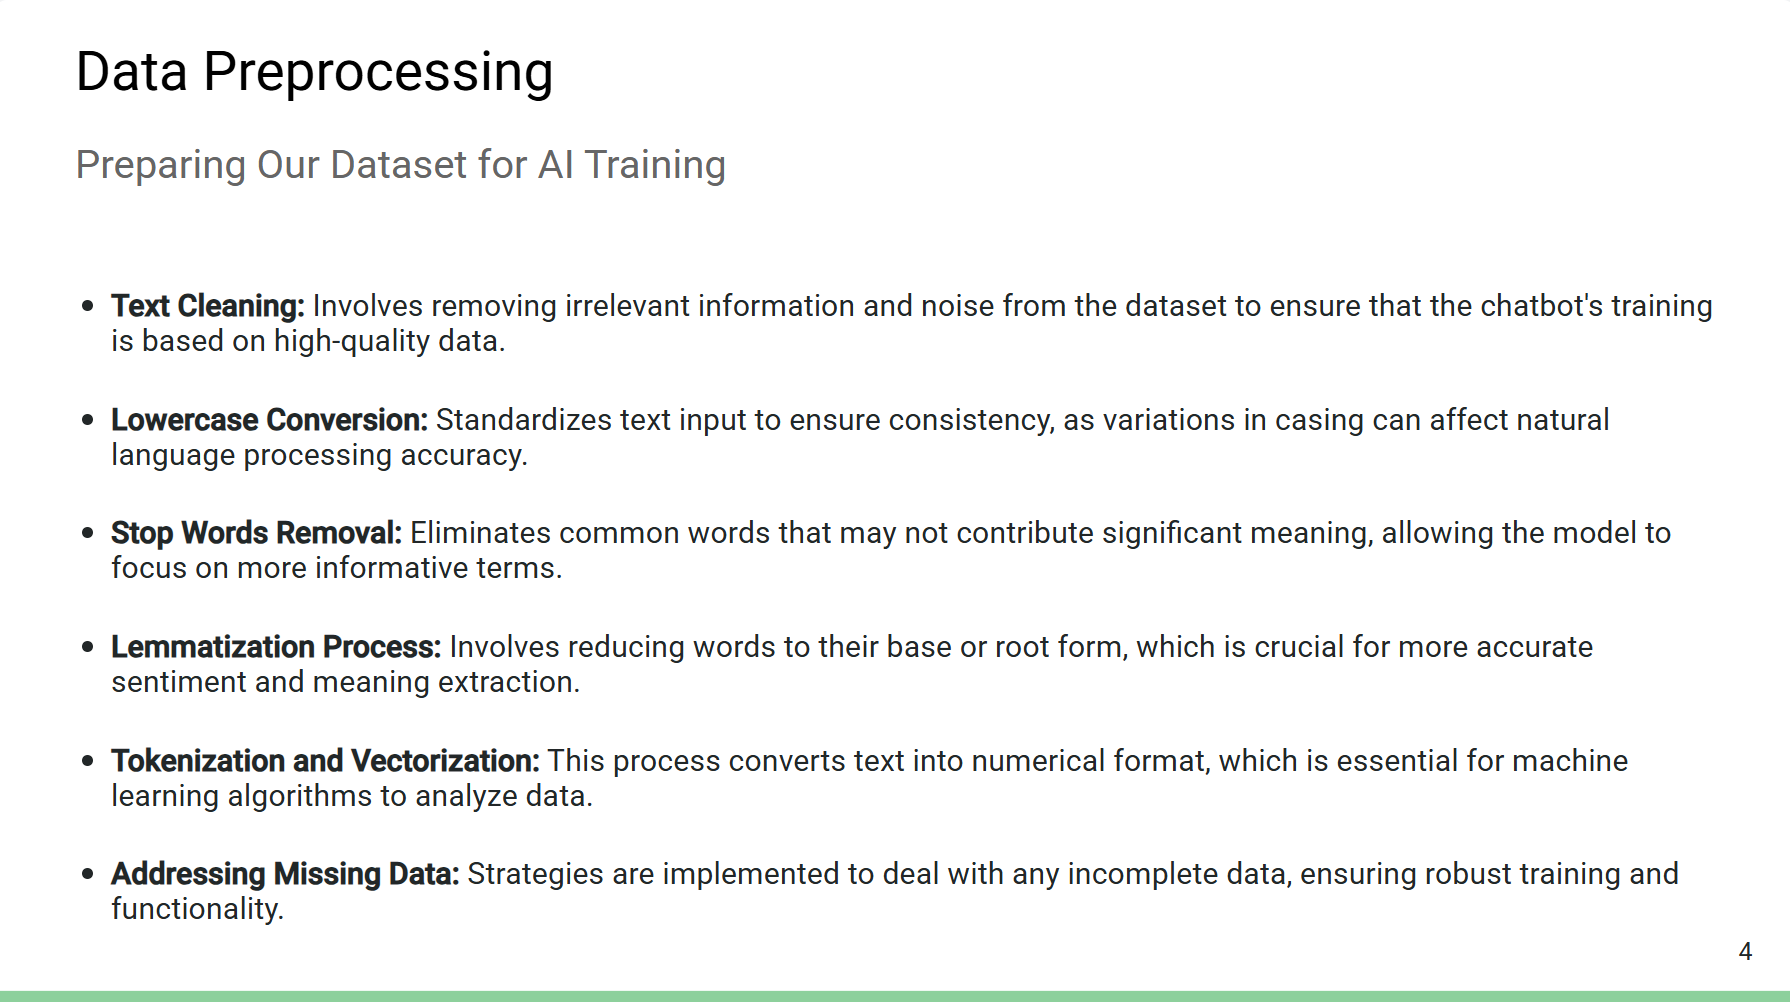 Data Preprocessing
Preparing Our Dataset for AI Training
• Text Cleaning: Involves removing irrelevant information and noise from the dataset to ensure that the chatbot's training
is based on high-quality data.
• Lowercase Conversion: Standardizes text input to ensure consistency, as variations in casing can affect natural
language processing accuracy.
• Stop Words Removal: Eliminates common words that may not contribute significant meaning, allowing the model to
focus on more informative terms.
• Lemmatization Process: Involves reducing words to their base or root form, which is crucial for more accurate
sentiment and meaning extraction.
• Tokenization and Vectorization: This process converts text into numerical format, which is essential for machine
learning algorithms to analyze data.
• Addressing Missing Data: Strategies are implemented to deal with any incomplete data, ensuring robust training and
functionality.
4